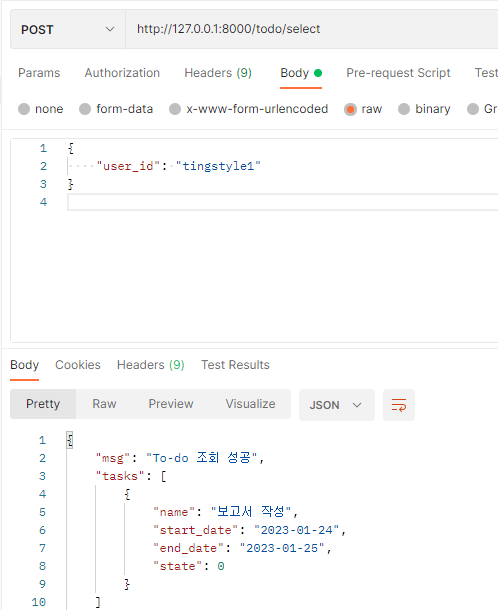 POST http://127.0.0.1:8000/todo/select
Params Authorization Headers (9) Body Pre-request Script Test
none form-data x-www-form-urlencoded raw binary Gr
1 {
2 ····"user_id":·"tingstyle1"
3 }
4
Body Cookies Headers (9) Test Results
Pretty Raw Preview Visualize JSON
1 {
2 "msg": "To-do 조회 성공",
3 "tasks": [
4 {
5 "name": "보고서 작성",
6 "start_date": "2023-01-24",
7 "end_date": "2023-01-25",
8 "state": 0
9 }
10 ]